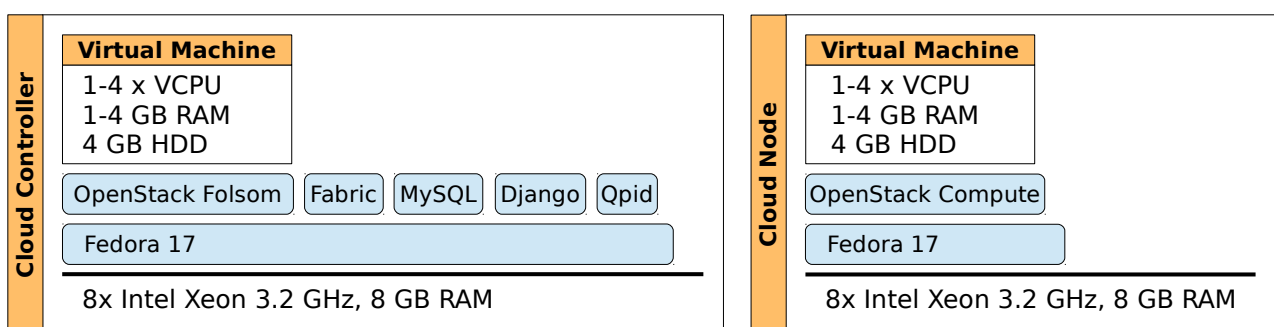 Cloud Controller
Virtual Machine
1-4 x VCPU
1-4 GB RAM
4 GB HDD
OpenStack Folsom Fabric MySQL Django Qpid
Fedora 17
8x Intel Xeon 3.2 GHz, 8 GB RAM
Cloud Node
Virtual Machine
1-4 x VCPU
1-4 GB RAM
4 GB HDD
OpenStack Compute
Fedora 17
8x Intel Xeon 3.2 GHz, 8 GB RAM